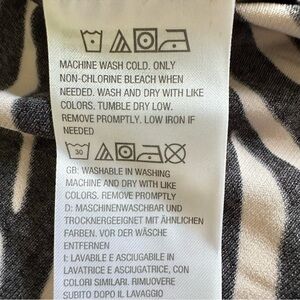 MACHINE WASH COLD. ONLY
NON-CHLORINE BLEACH WHEN
NEEDED. WASH AND DRY WITH LIKE
COLORS. TUMBLE DRY LOW.
REMOVE PROMPTLY. LOW IRON IF
NEEDED
30
GB: WASHABLE IN WASHING
MACHINE AND DRY WITH LIKE
COLORS. REMOVE PROMPTLY
D: MASCHINENWASCHBAR UND
TROCKNERGEEIGNET MIT ÄHNLICHEN
FARBEN. VOR DER WÄSCHE
ENTFERNEN
I: LAVABILE E ASCIUGABILE IN
LAVATRICE E ASCIUGATRICE, CON
COLORI SIMILARI. RIMUOVERE
SUBITO DOPO IL LAVAGGIO